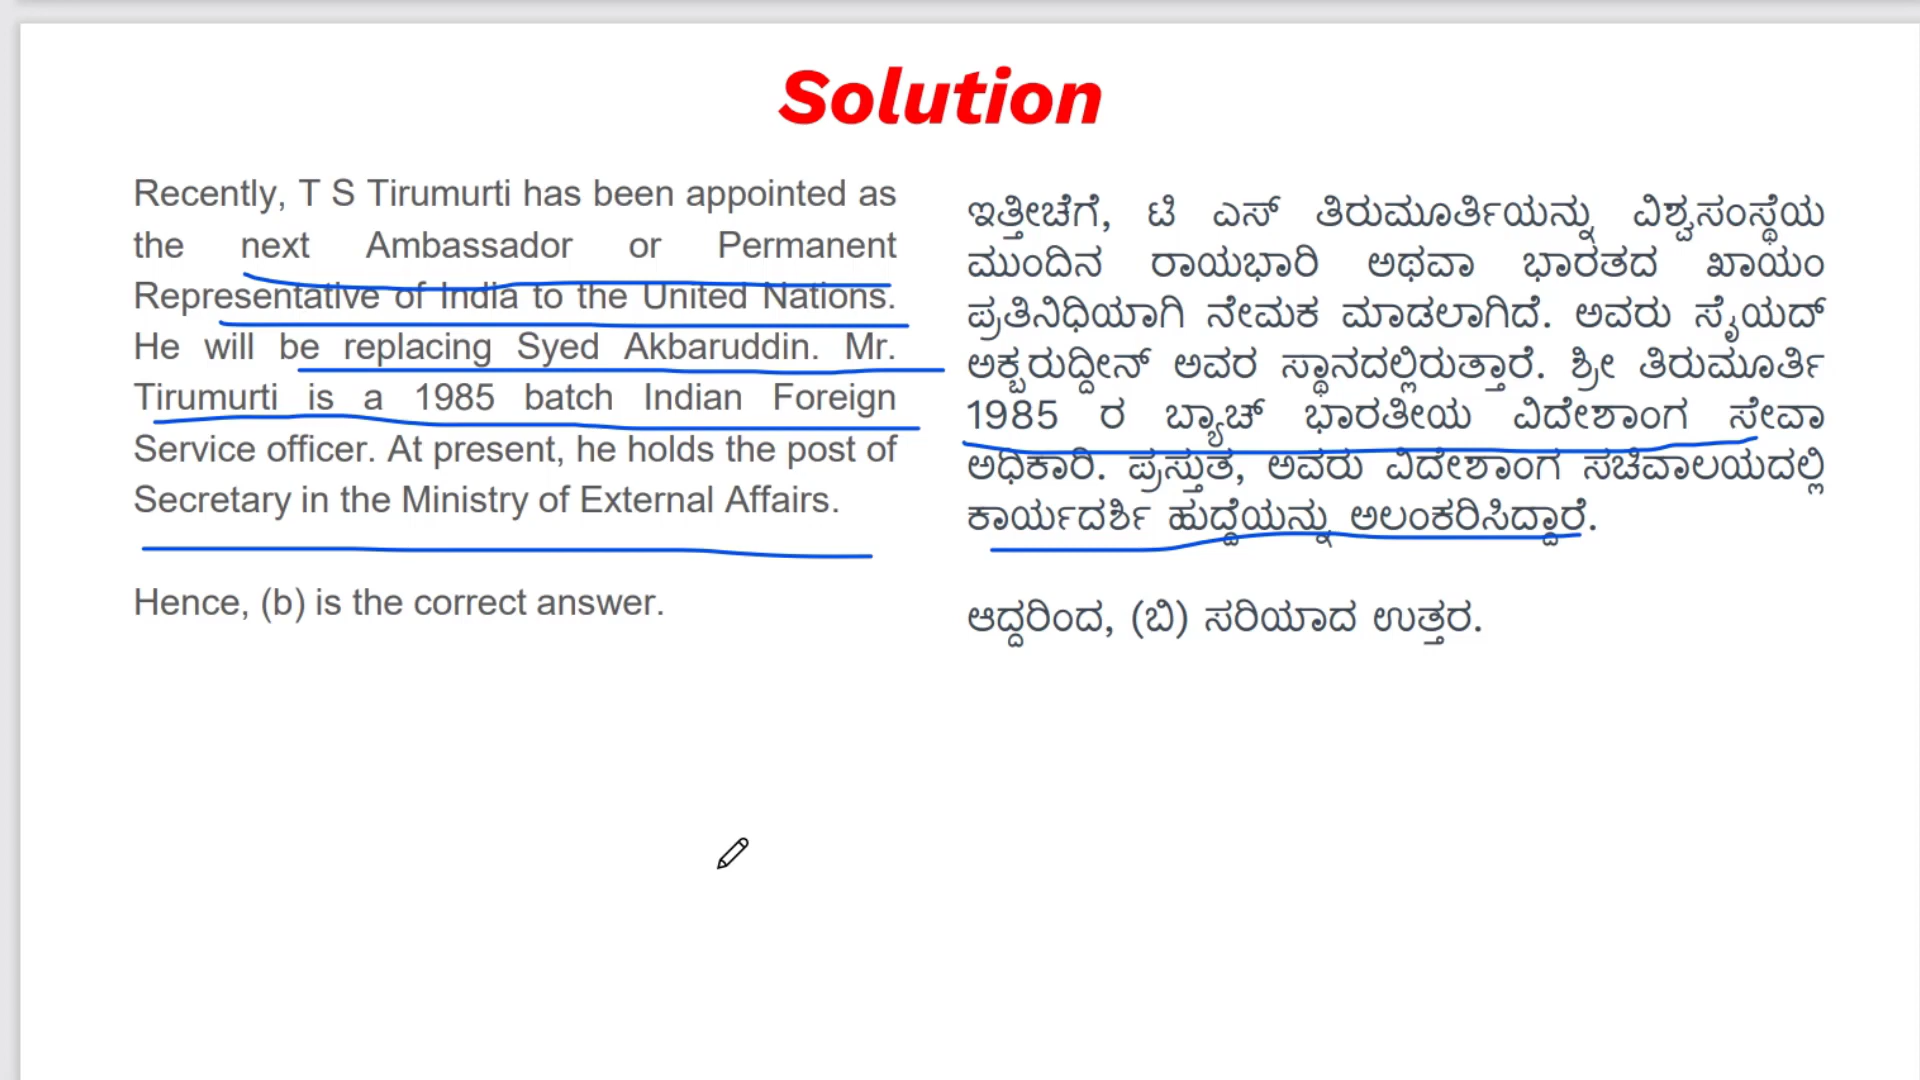 Solution
Recently, T S Tirumurti has been appointed as
the next Ambassador or Permanent
Representative of India to the United Nations.
He will be replacing Syed Akbaruddin. Mr.
Tirumurti is a 1985 batch Indian Foreign
Service officer. At present, he holds the post of
Secretary in the Ministry of External Affairs.
Hence, (b) is the correct answer.
ಇತ್ತೀಚೆಗೆ, ಟಿ ಎಸ್ ತಿರುಮೂರ್ತಿಯನ್ನು ವಿಶ್ವಸಂಸ್ಥೆಯ
ಮುಂದಿನ ರಾಯಭಾರಿ ಅಥವಾ ಭಾರತದ ಖಾಯಂ
ಪ್ರತಿನಿಧಿಯಾಗಿ ನೇಮಕ ಮಾಡಲಾಗಿದೆ. ಅವರು ಸೈಯದ್
ಅಕ್ಬರುದ್ದೀನ್ ಅವರ ಸ್ಥಾನದಲ್ಲಿರುತ್ತಾರೆ. ಶ್ರೀ ತಿರುಮೂರ್ತಿ
1985 ರ ಬ್ಯಾಚ್ ಭಾರತೀಯ ವಿದೇಶಾಂಗ ಸೇವಾ
ಅಧಿಕಾರಿ. ಪ್ರಸ್ತುತ, ಅವರು ವಿದೇಶಾಂಗ ಸಚಿವಾಲಯದಲ್ಲಿ
ಕಾರ್ಯದರ್ಶಿ ಹುದ್ದೆಯನ್ನು ಅಲಂಕರಿಸಿದ್ದಾರೆ.
ಆದ್ದರಿಂದ, (ಬಿ) ಸರಿಯಾದ ಉತ್ತರ.